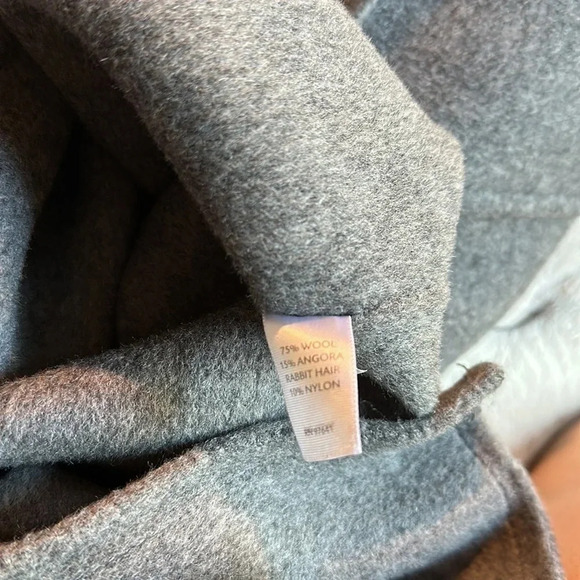 75% WOOL
15% ANGORA
RABBIT HAIR
10% NYLON